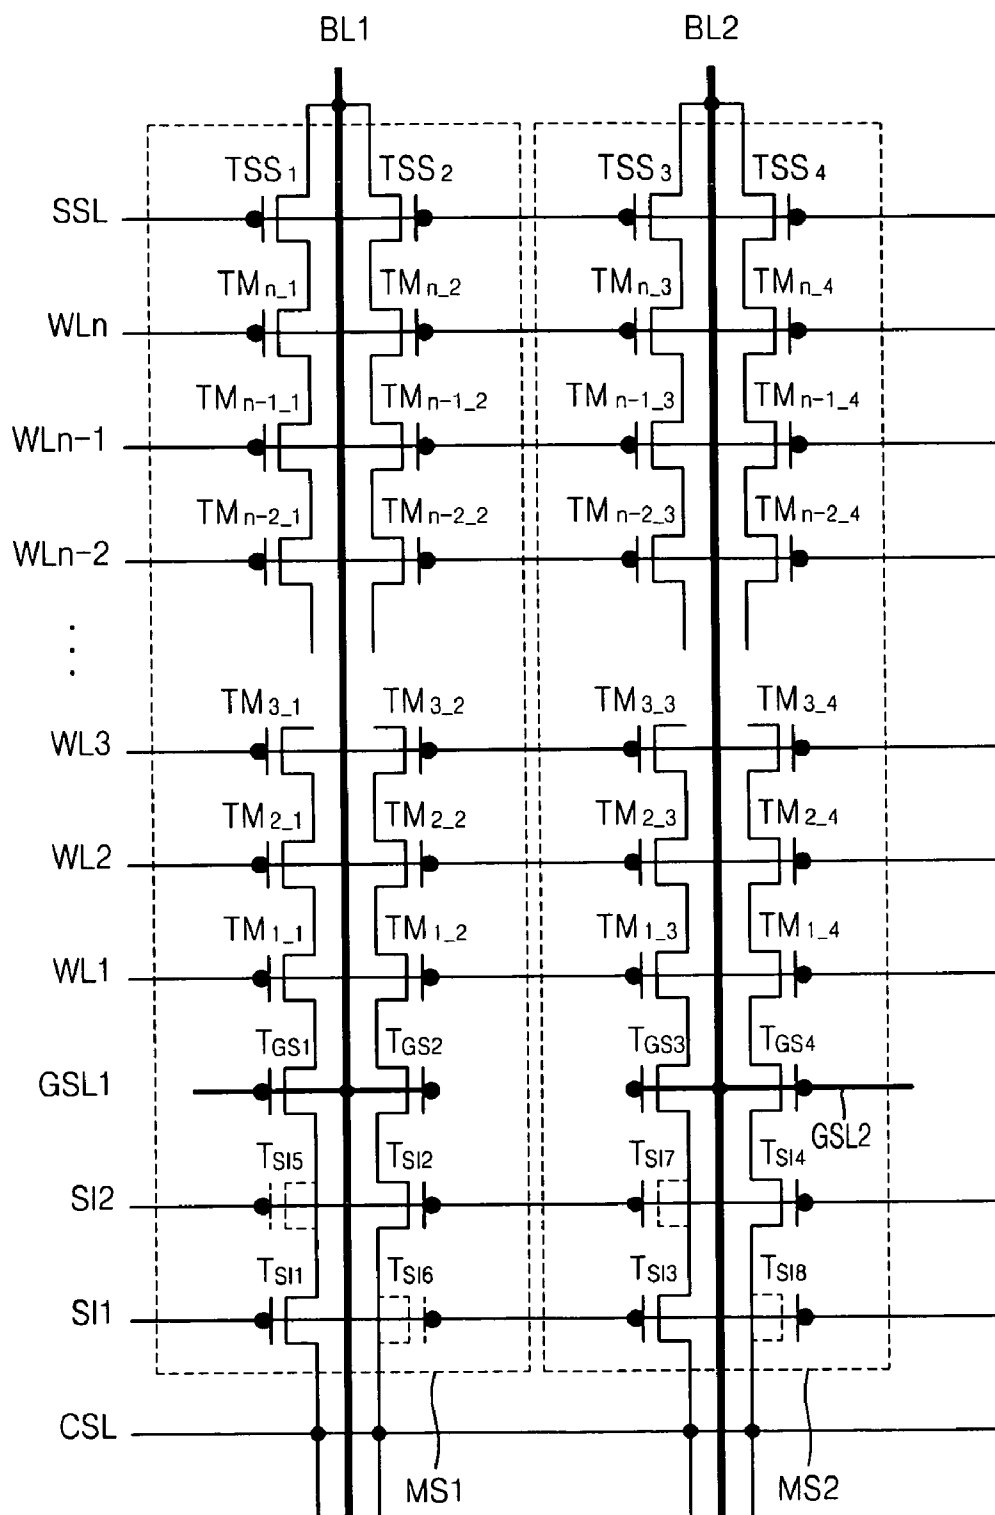 BL1 BL2
TSS1 TSS2 TSS3 TSS4
SSL
TMn_1 TMn_2 TMn_3 TMn_4
WLn
TMn-1_1 TMn-1_2 TMn-1_3 TMn-1_4
WLn-1
TMn-2_1 TMn-2_2 TMn-2_3 TMn-2_4
WLn-2
TM3_1 TM3_2 TM3_3 TM3_4
WL3
TM2_1 TM2_2 TM2_3 TM2_4
WL2
TM1_1 TM1_2 TM1_3 TM1_4
WL1
TGS1 TGS2 TGS3 TGS4
GSL1
GSL2
TSI5 TSI2 TSI7 TSI4
SI2
TSI1 TSI6 TSI3 TSI8
SI1
CSL
MS1 MS2